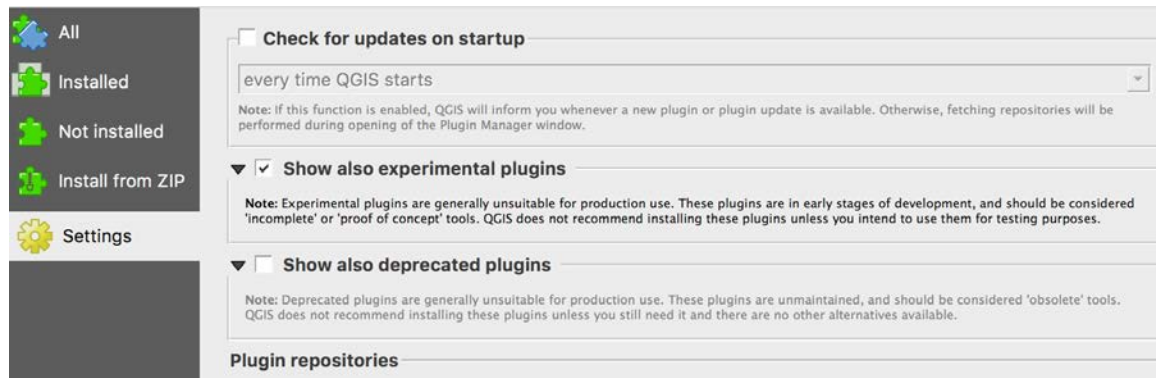 All
Installed
Not installed
Install from ZIP
Settings
Check for updates on startup
every time QGIS starts
Note: If this function is enabled, QGIS will inform you whenever a new plugin or plugin update is available. Otherwise, fetching repositories will be
performed during opening of the Plugin Manager window.
Show also experimental plugins
Note: Experimental plugins are generally unsuitable for production use. These plugins are in early stages of development, and should be considered
'incomplete' or 'proof of concept' tools. QGIS does not recommend installing these plugins unless you intend to use them for testing purposes.
Show also deprecated plugins
Note: Deprecated plugins are generally unsuitable for production use. These plugins are unmaintained, and should be considered 'obsolete' tools.
QGIS does not recommend installing these plugins unless you still need it and there are no other alternatives available.
Plugin repositories